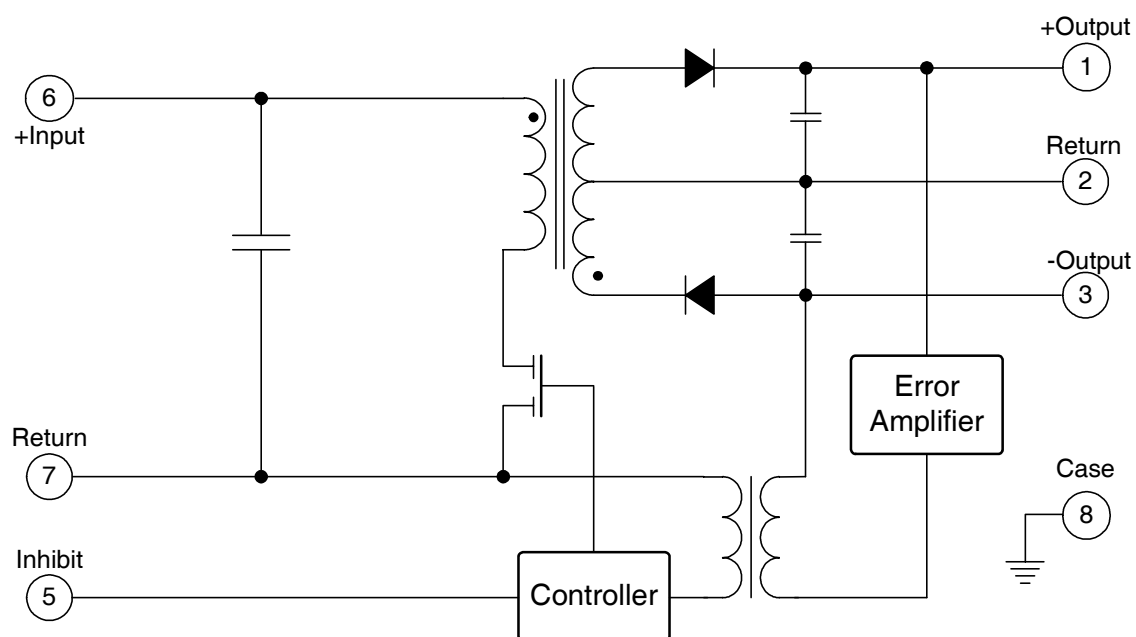 +Output
1
6
+Input
Return
2
-Output
3
Error
Amplifier
Return
7
Case
8
Inhibit
5
Controller